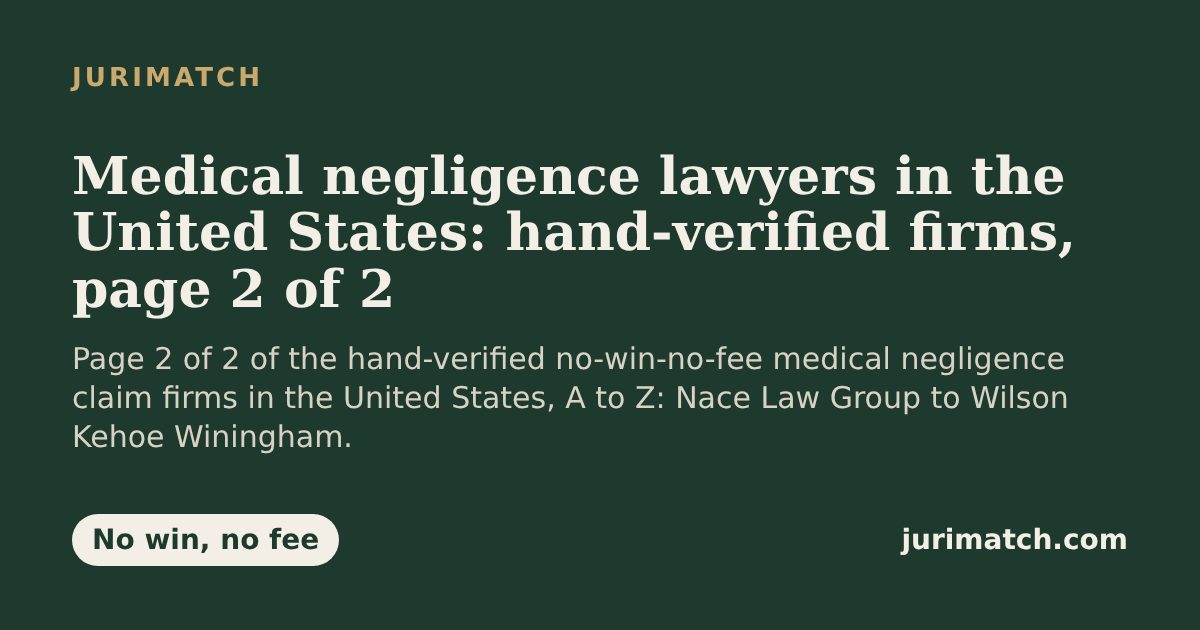 JURIMATCH
Medical negligence lawyers in the
United States: hand-verified firms,
page 2 of 2
Page 2 of 2 of the hand-verified no-win-no-fee medical negligence
claim firms in the United States, A to Z: Nace Law Group to Wilson
Kehoe Winingham.
No win, no fee
jurimatch.com